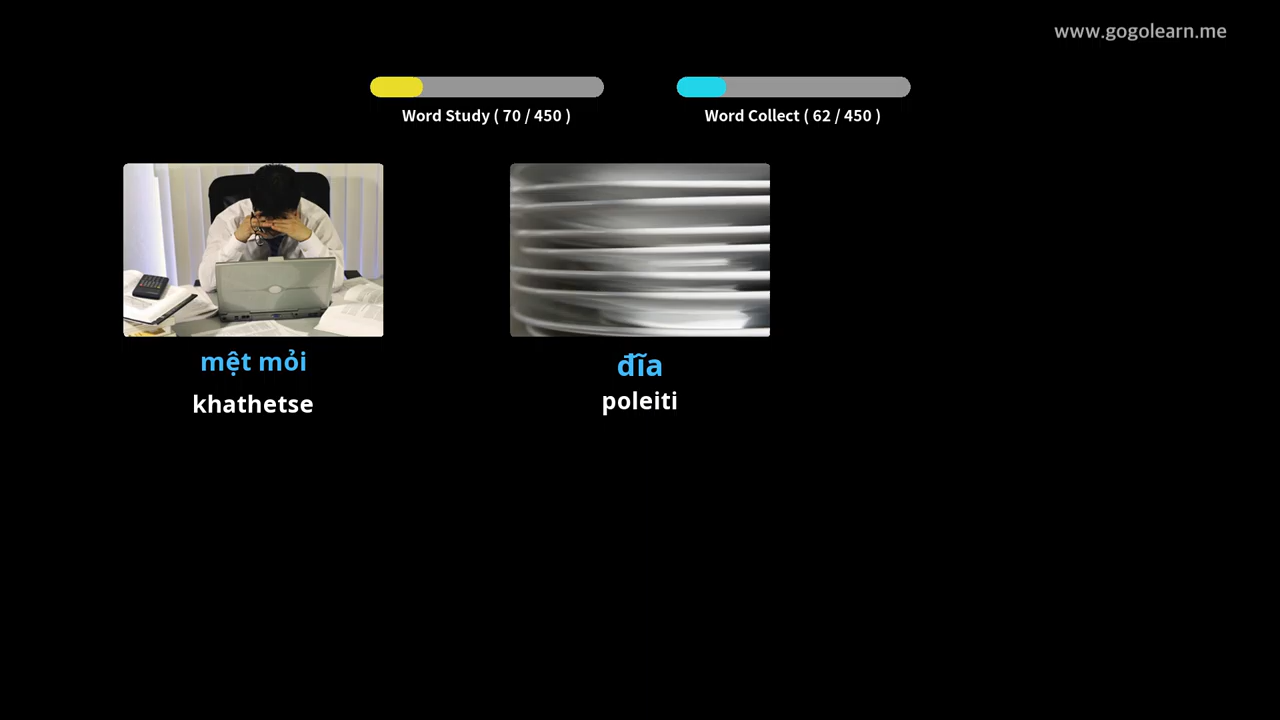 www.gogolearn.me
Word Study ( 70 / 450 )
Word Collect ( 62 / 450 )
mệt mỏi
khathetse
đĩa
poleiti